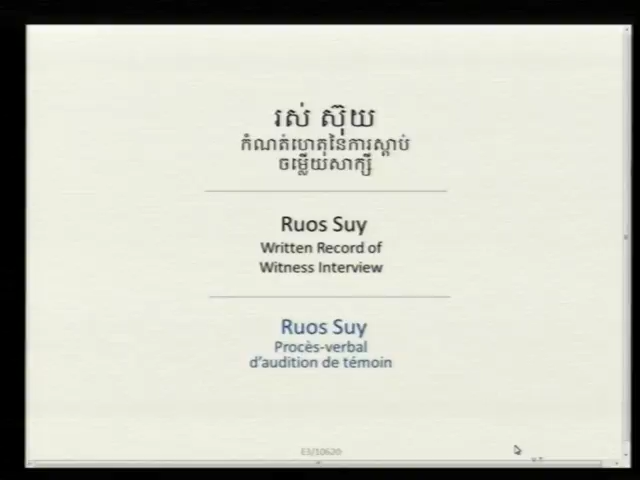 រស់ ស៊ុយ
កំណត់ហេតុនៃការស្ដាប់
ចម្លើយសាក្សី
Ruos Suy
Written Record of
Witness Interview
Ruos Suy
Procès-verbal
d'audition de témoin
E3/10620